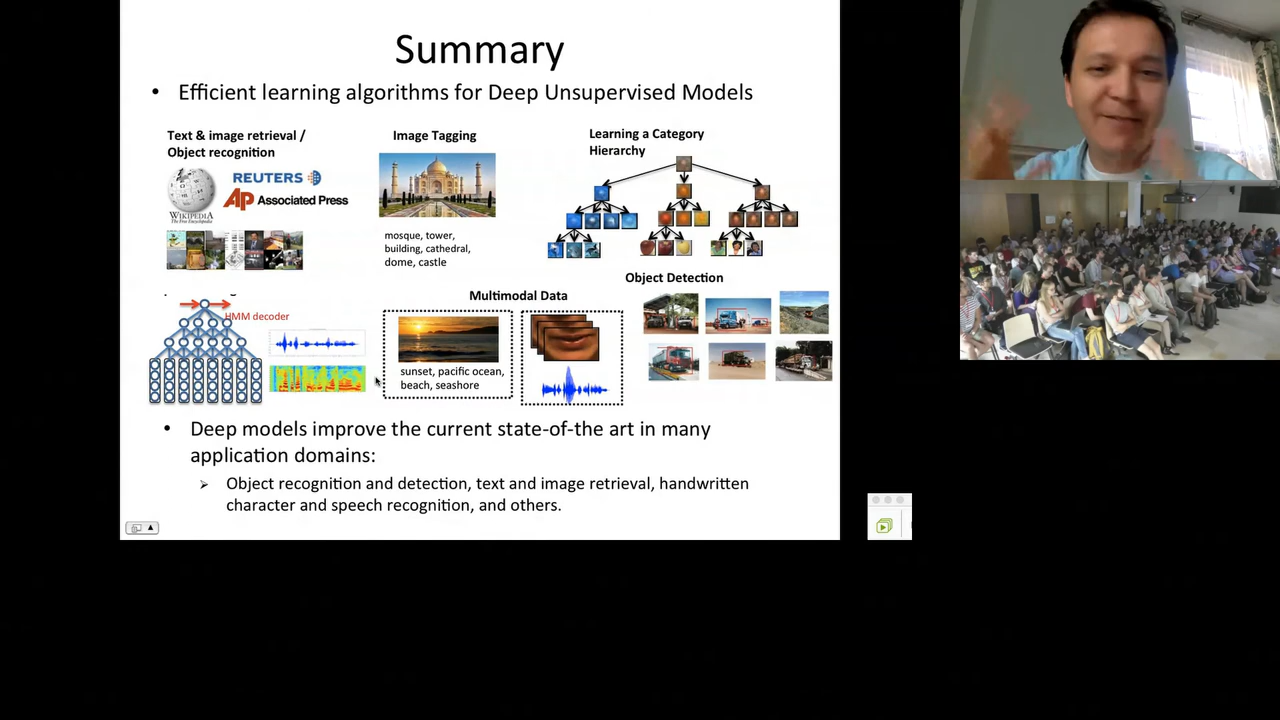 Summary
• Efficient learning algorithms for Deep Unsupervised Models
Text & image retrieval /
Object recognition
REUTERS
AP Associated Press
WIKIPEDIA
The Free Encyclopedia
Image Tagging
mosque, tower,
building, cathedral,
dome, castle
Learning a Category
Hierarchy
HMM decoder
Multimodal Data
sunset, pacific ocean,
beach, seashore
Object Detection
• Deep models improve the current state-of-the art in many
application domains:
➢ Object recognition and detection, text and image retrieval, handwritten
character and speech recognition, and others.